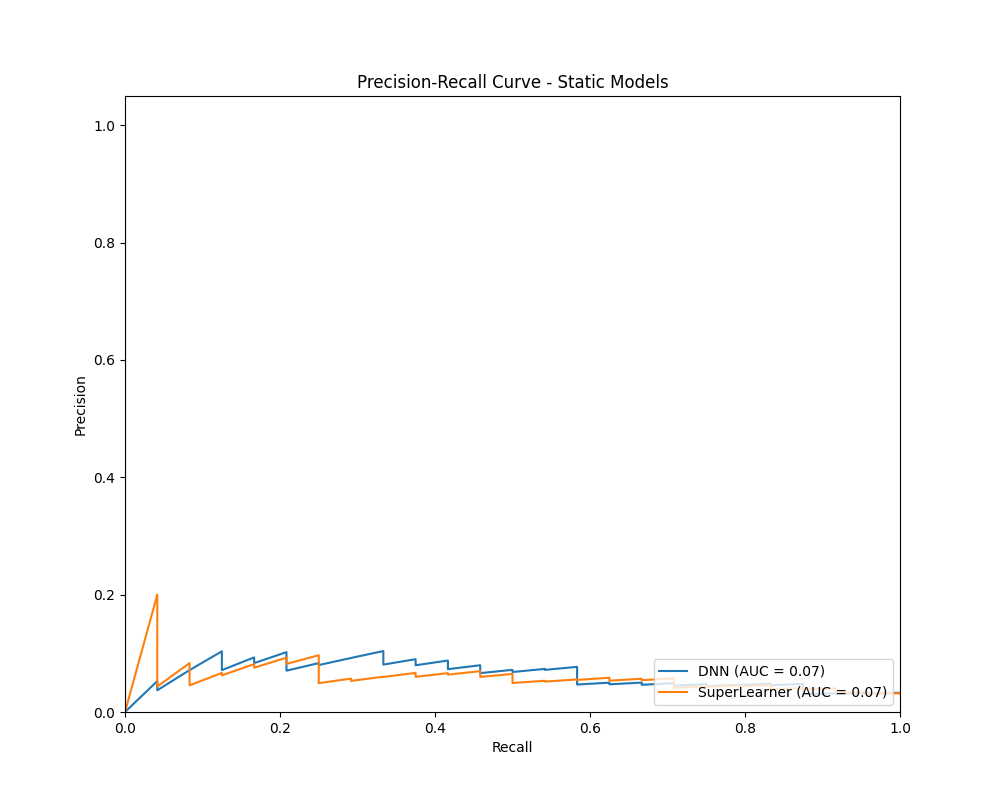 Precision-Recall Curve - Static Models
1.0
0.8
0.6
0.4
0.2
0.0
Precision
0.0 0.2 0.4 0.6 0.8 1.0
Recall
DNN (AUC = 0.07)
SuperLearner (AUC = 0.07)